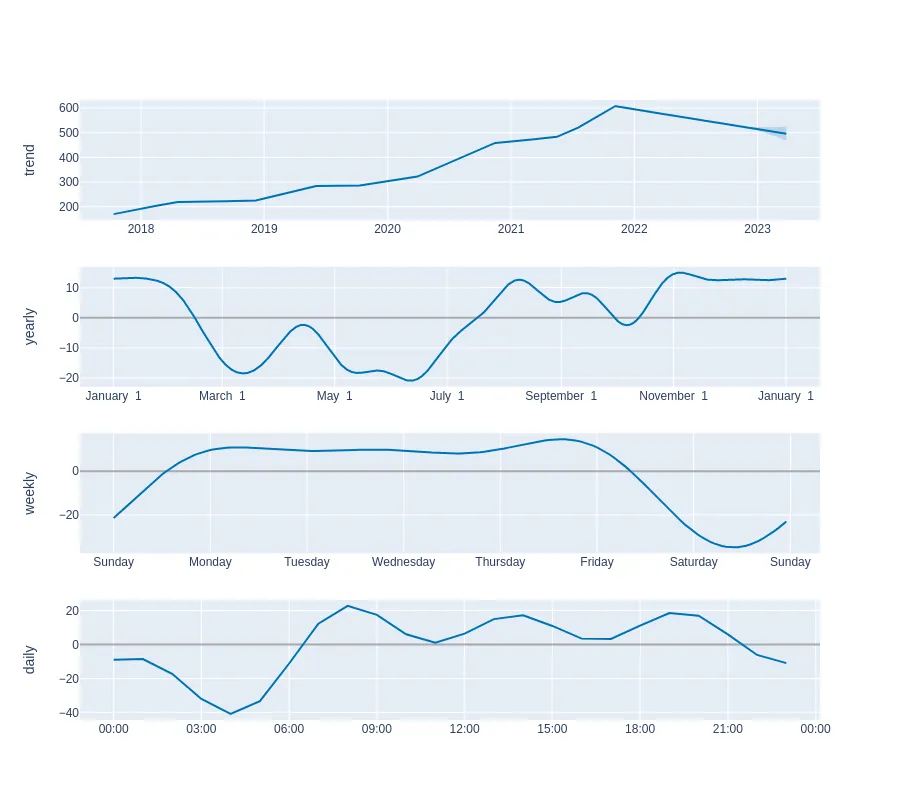 trend
600
500
400
300
200
2018 2019 2020 2021 2022 2023
yearly
10
0
−10
−20
January 1 March 1 May 1 July 1 September 1 November 1 January 1
weekly
0
−20
Sunday Monday Tuesday Wednesday Thursday Friday Saturday Sunday
daily
20
0
−20
−40
00:00 03:00 06:00 09:00 12:00 15:00 18:00 21:00 00:00